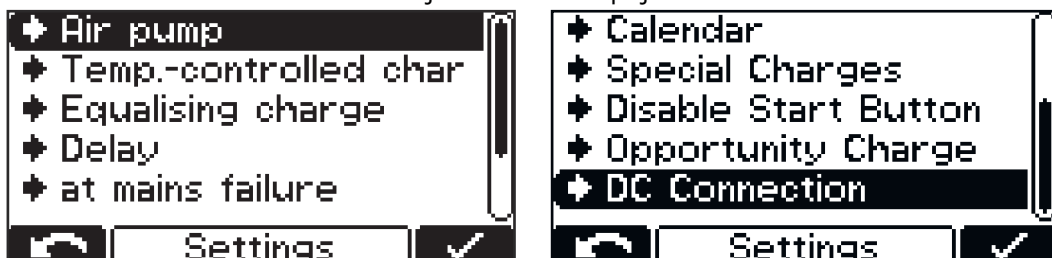 Air pump
Temp.-controlled char
Equalising charge
Delay
at mains failure
Settings
Calendar
Special Charges
Disable Start Button
Opportunity Charge
DC Connection
Settings